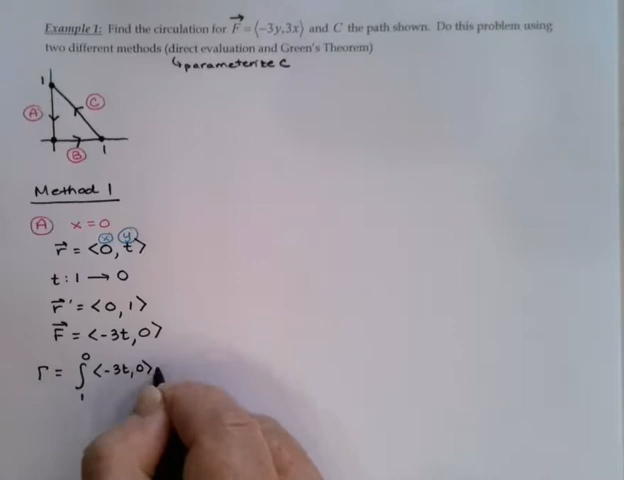 Example 1: Find the circulation for F⃗ = ⟨−3y,3x⟩ and C the path shown. Do this problem using
two different methods (direct evaluation and Green's Theorem)
↳parameterize C
1
C
A
B
1
Method 1
A x=0
x y
r⃗ = <0, t>
t: 1 → 0
r⃗' = <0, 1>
F⃗ = <-3t, 0>
Γ = ∫₁⁰ <-3t, 0>